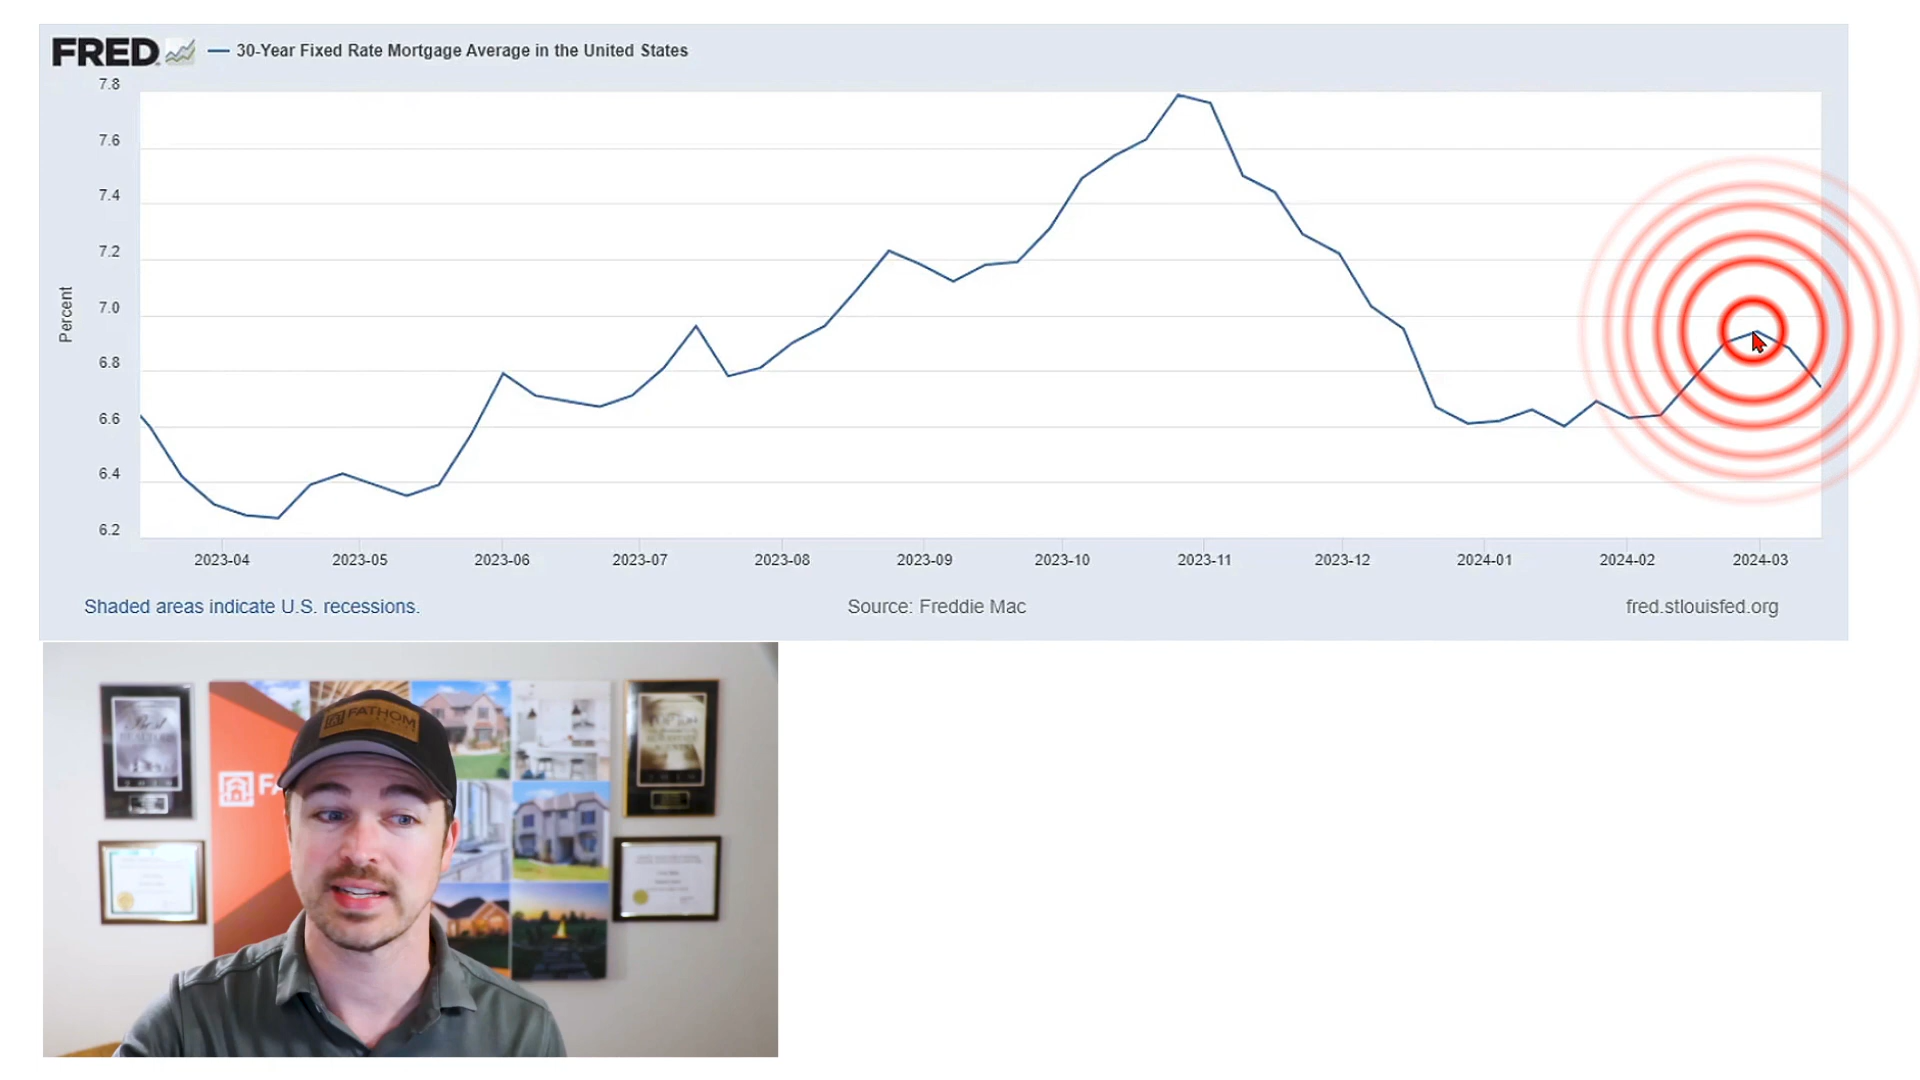 FRED
30-Year Fixed Rate Mortgage Average in the United States
7.8
7.6
7.4
7.2
7.0
6.8
6.6
6.4
6.2
Percent
2023-04
2023-05
2023-06
2023-07
2023-08
2023-09
2023-10
2023-11
2023-12
2024-01
2024-02
2024-03
Shaded areas indicate U.S. recessions.
Source: Freddie Mac
fred.stlouisfed.org
FATHOM
FA